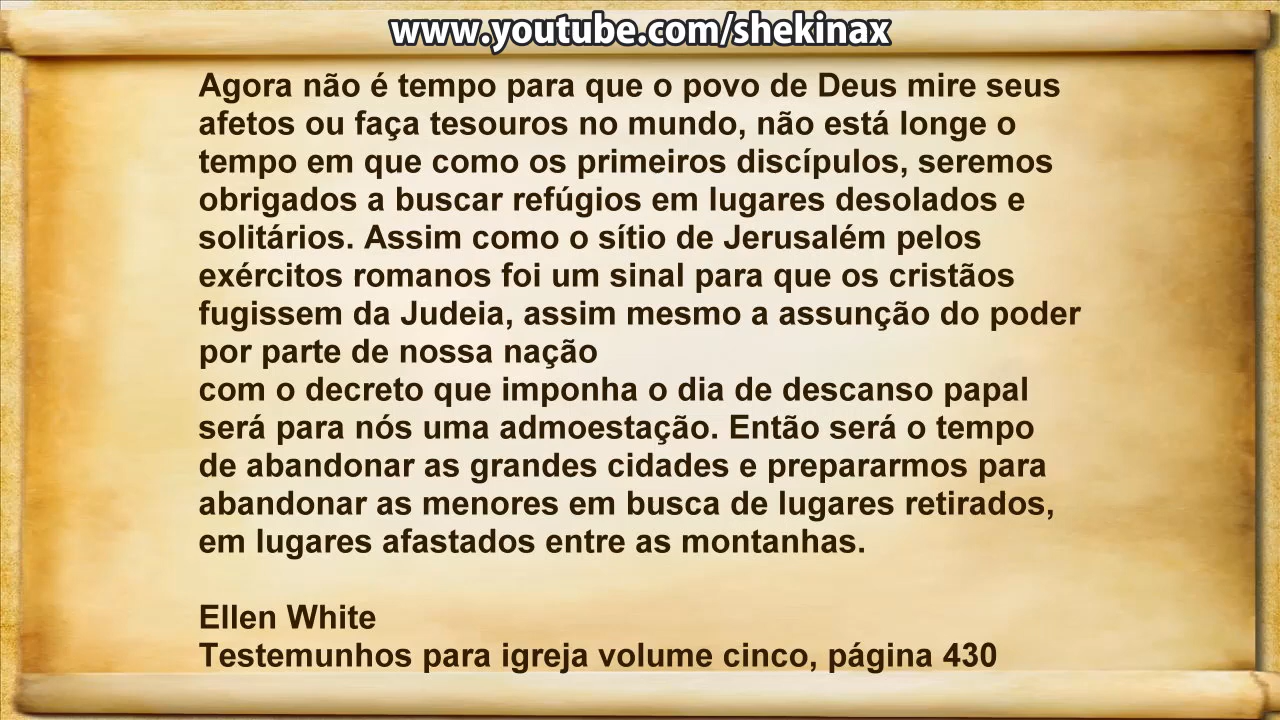 www.youtube.com/shekinax
Agora não é tempo para que o povo de Deus mire seus
afetos ou faça tesouros no mundo, não está longe o
tempo em que como os primeiros discípulos, seremos
obrigados a buscar refúgios em lugares desolados e
solitários. Assim como o sítio de Jerusalém pelos
exércitos romanos foi um sinal para que os cristãos
fugissem da Judeia, assim mesmo a assunção do poder
por parte de nossa nação
com o decreto que imponha o dia de descanso papal
será para nós uma admoestação. Então será o tempo
de abandonar as grandes cidades e prepararmos para
abandonar as menores em busca de lugares retirados,
em lugares afastados entre as montanhas.
Ellen White
Testemunhos para igreja volume cinco, página 430